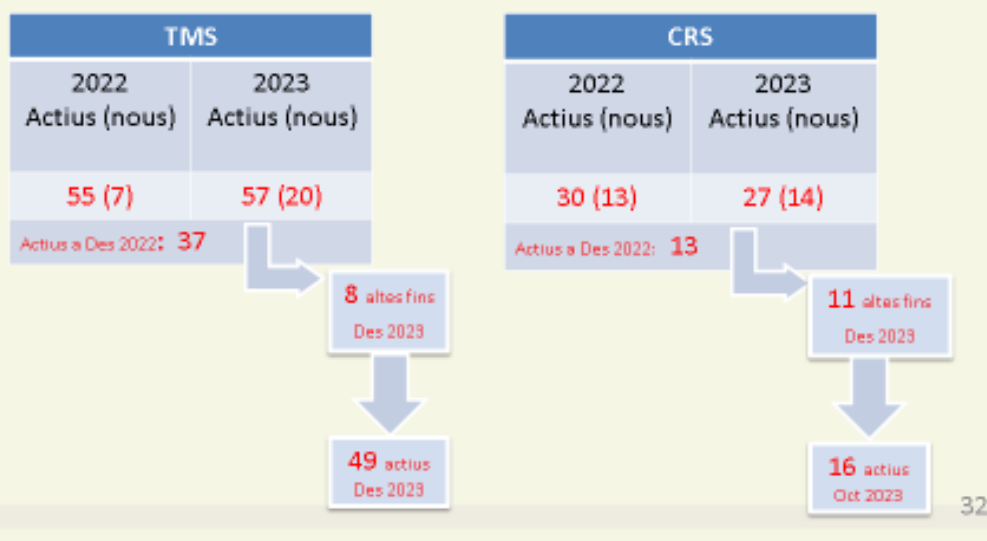 TMS
2022
Actius (nous)
2023
Actius (nous)
55 (7)
57 (20)
Actius a Des 2022: 37
8 altes fins
Des 2023
49 actius
Des 2023
CRS
2022
Actius (nous)
2023
Actius (nous)
30 (13)
27 (14)
Actius a Des 2022: 13
11 altes fins
Des 2023
16 actius
Oct 2023
32